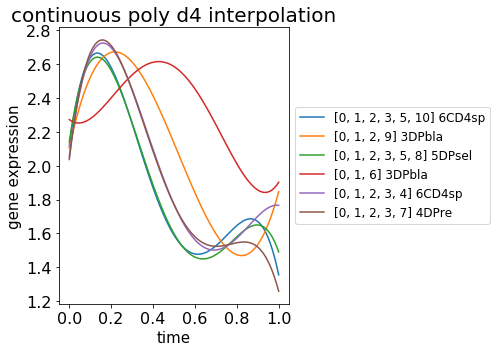 continuous poly d4 interpolation
gene expression
2.8
2.6
2.4
2.2
2.0
1.8
1.6
1.4
1.2
0.0 0.2 0.4 0.6 0.8 1.0
time
[0, 1, 2, 3, 5, 10] 6CD4sp
[0, 1, 2, 9] 3DPbla
[0, 1, 2, 3, 5, 8] 5DPsel
[0, 1, 6] 3DPbla
[0, 1, 2, 3, 4] 6CD4sp
[0, 1, 2, 3, 7] 4DPre